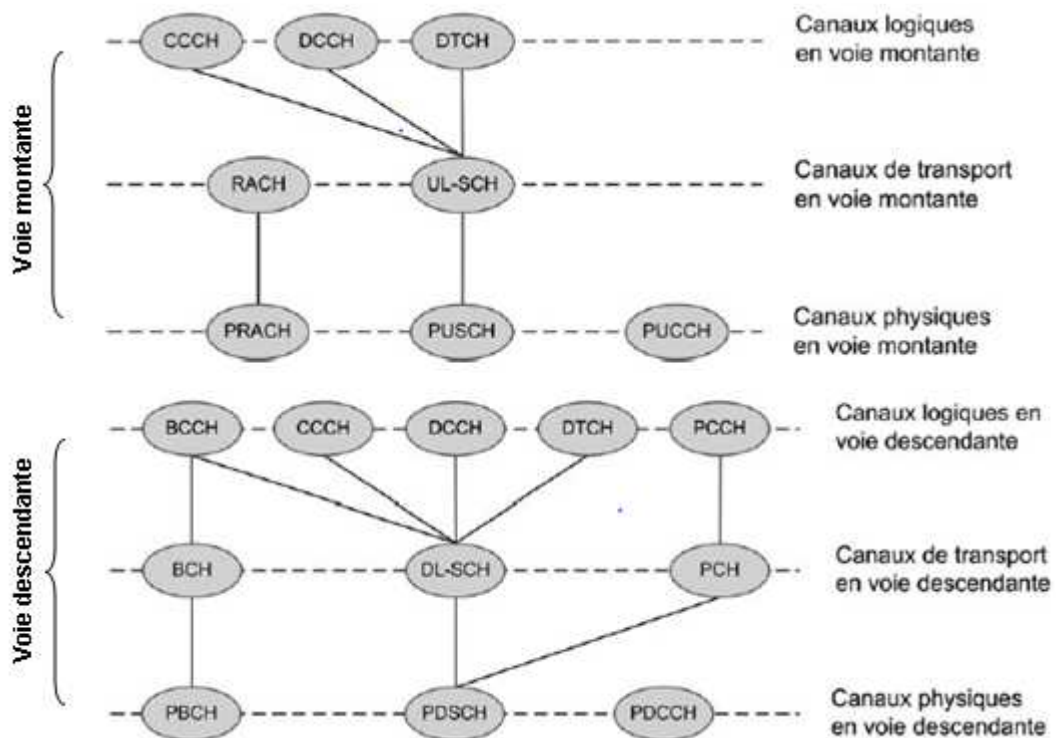 CCCH DCCH DTCH
Canaux logiques
en voie montante
Voie montante
RACH UL-SCH
Canaux de transport
en voie montante
PRACH PUSCH PUCCH
Canaux physiques
en voie montante
BCCH CCCH DCCH DTCH PCCH
Canaux logiques en
voie descendante
Voie descendante
BCH DL-SCH PCH
Canaux de transport
en voie descendante
PBCH PDSCH PDCCH
Canaux physiques
en voie descendante